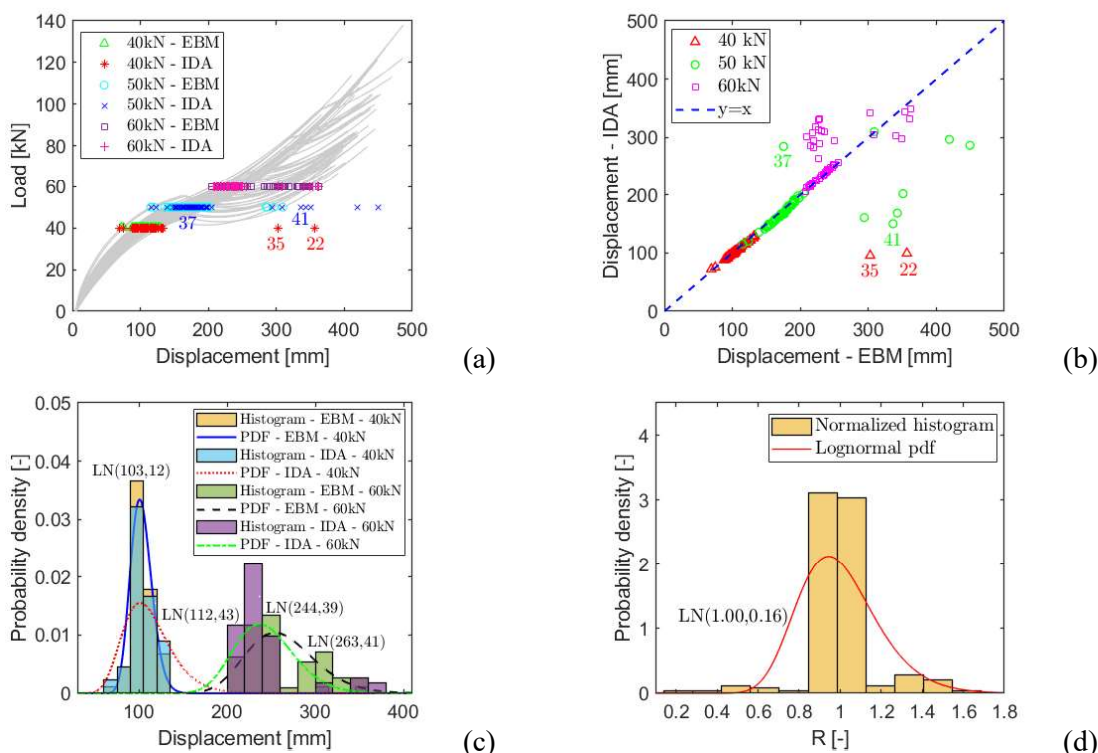 140
120
100
80
60
40
20
0
Load [kN]
40kN - EBM
40kN - IDA
50kN - EBM
50kN - IDA
60kN - EBM
60kN - IDA
37
41
35
22
0 100 200 300 400 500
Displacement [mm]
(a)
500
400
300
200
100
0
Displacement - IDA [mm]
40 kN
50 kN
60kN
y=x
37
41
35
22
0 100 200 300 400 500
Displacement - EBM [mm]
(b)
0.05
0.04
0.03
0.02
0.01
0
Probability density [-]
Histogram - EBM - 40kN
PDF - EBM - 40kN
Histogram - IDA - 40kN
PDF - IDA - 40kN
Histogram - EBM - 60kN
PDF - EBM - 60kN
Histogram - IDA - 60kN
PDF - IDA - 60kN
LN(103,12)
LN(112,43)
LN(244,39)
LN(263,41)
100 200 300 400
Displacement [mm]
(c)
4
3
2
1
0
Probability density [-]
Normalized histogram
Lognormal pdf
LN(1.00,0.16)
0.2 0.4 0.6 0.8 1 1.2 1.4 1.6 1.8
R [-]
(d)